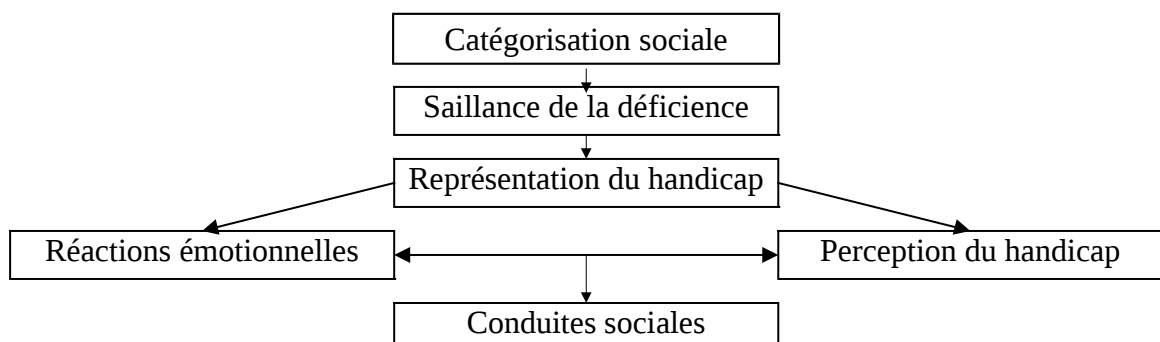 Catégorisation sociale
Saillance de la déficience
Représentation du handicap
Réactions émotionnelles
Perception du handicap
Conduites sociales